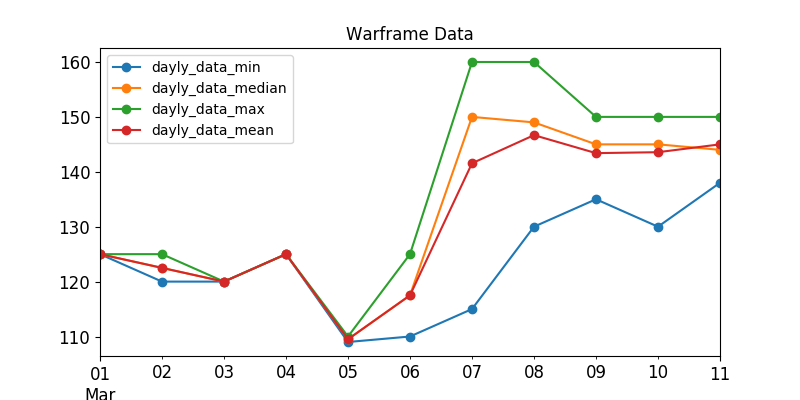 Warframe Data
dayly_data_min
dayly_data_median
dayly_data_max
dayly_data_mean
160
150
140
130
120
110
01 02 03 04 05 06 07 08 09 10 11
Mar